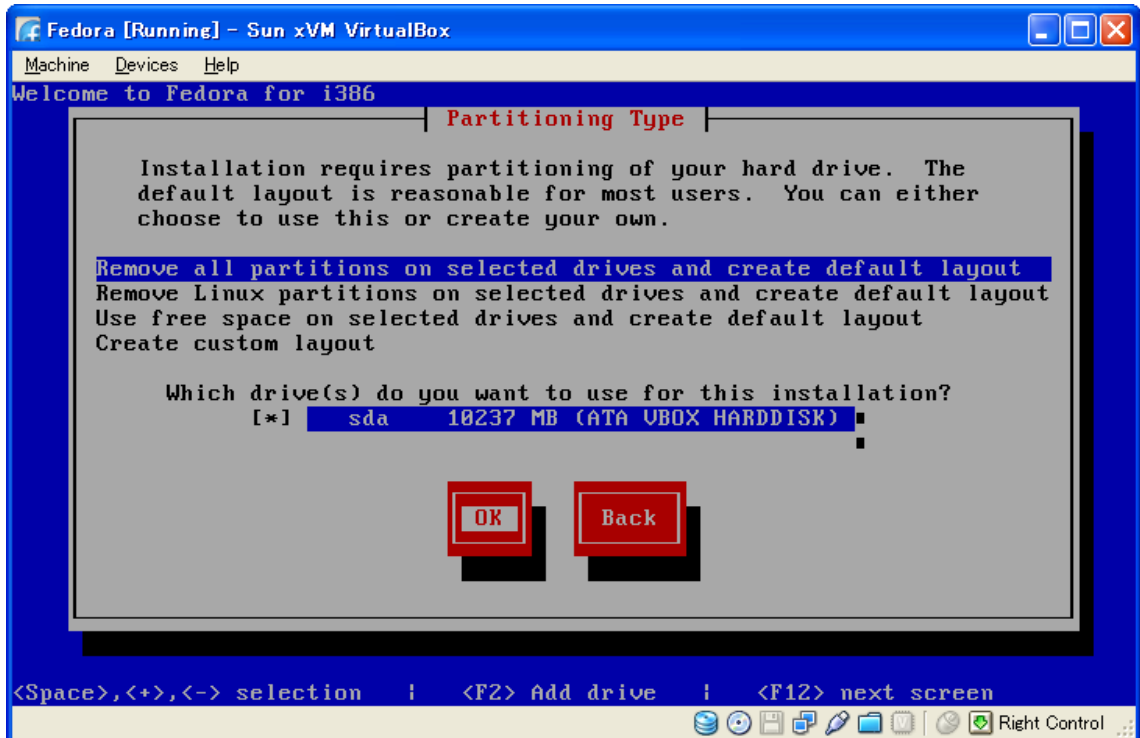 Fedora [Running] - Sun xVM VirtualBox
Machine Devices Help
Welcome to Fedora for i386
Partitioning Type
Installation requires partitioning of your hard drive.  The
default layout is reasonable for most users.  You can either
choose to use this or create your own.
Remove all partitions on selected drives and create default layout
Remove Linux partitions on selected drives and create default layout
Use free space on selected drives and create default layout
Create custom layout
Which drive(s) do you want to use for this installation?
[*] sda 10237 MB (ATA VBOX HARDDISK)
OK Back
<Space>,<+>,<-> selection | <F2> Add drive | <F12> next screen
Right Control